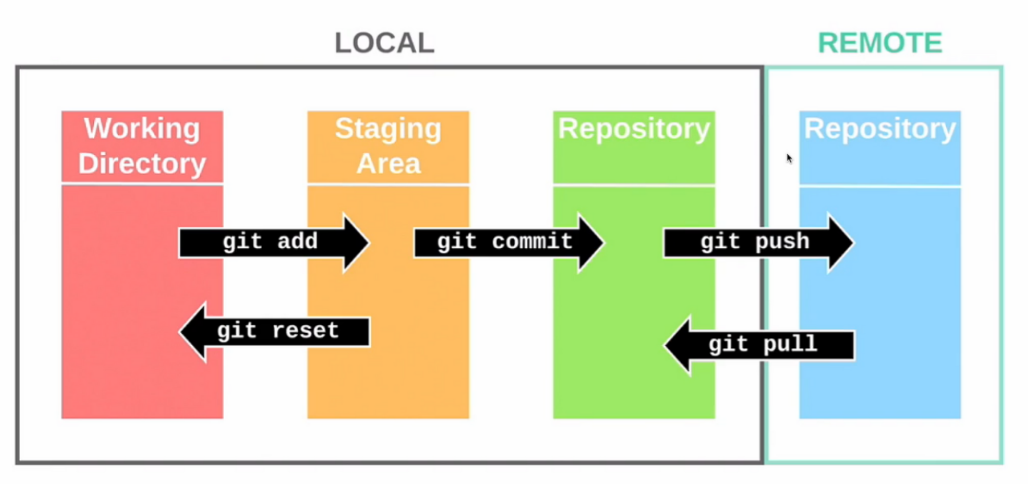 LOCAL
REMOTE
Working
Directory
Staging
Area
Repository
Repository
git add
git commit
git push
git reset
git pull